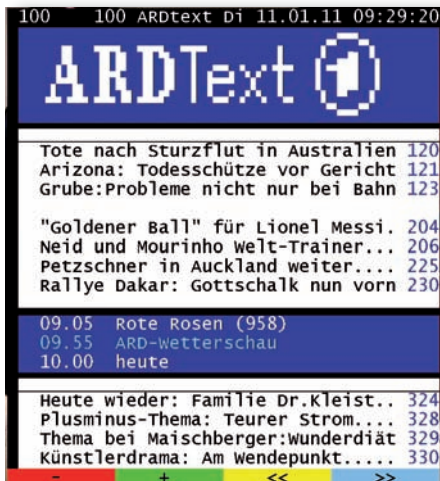 100 100 ARDtext Di 11.01.11 09:29:20
ARDText 1
Tote nach Sturzflut in Australien 120
Arizona: Todesschütze vor Gericht 121
Grube:Probleme nicht nur bei Bahn 123
"Goldener Ball" für Lionel Messi. 204
Neid und Mourinho Welt-Trainer... 206
Petzschner in Auckland weiter.... 225
Rallye Dakar: Gottschalk nun vorn 230
09.05 Rote Rosen (958)
09.55 ARD-Wetterschau
10.00 heute
Heute wieder: Familie Dr.Kleist.. 324
Plusminus-Thema: Teurer Strom.... 328
Thema bei Maischberger:Wunderdiät 329
Künstlerdrama: Am Wendepunkt..... 330
- + << >>